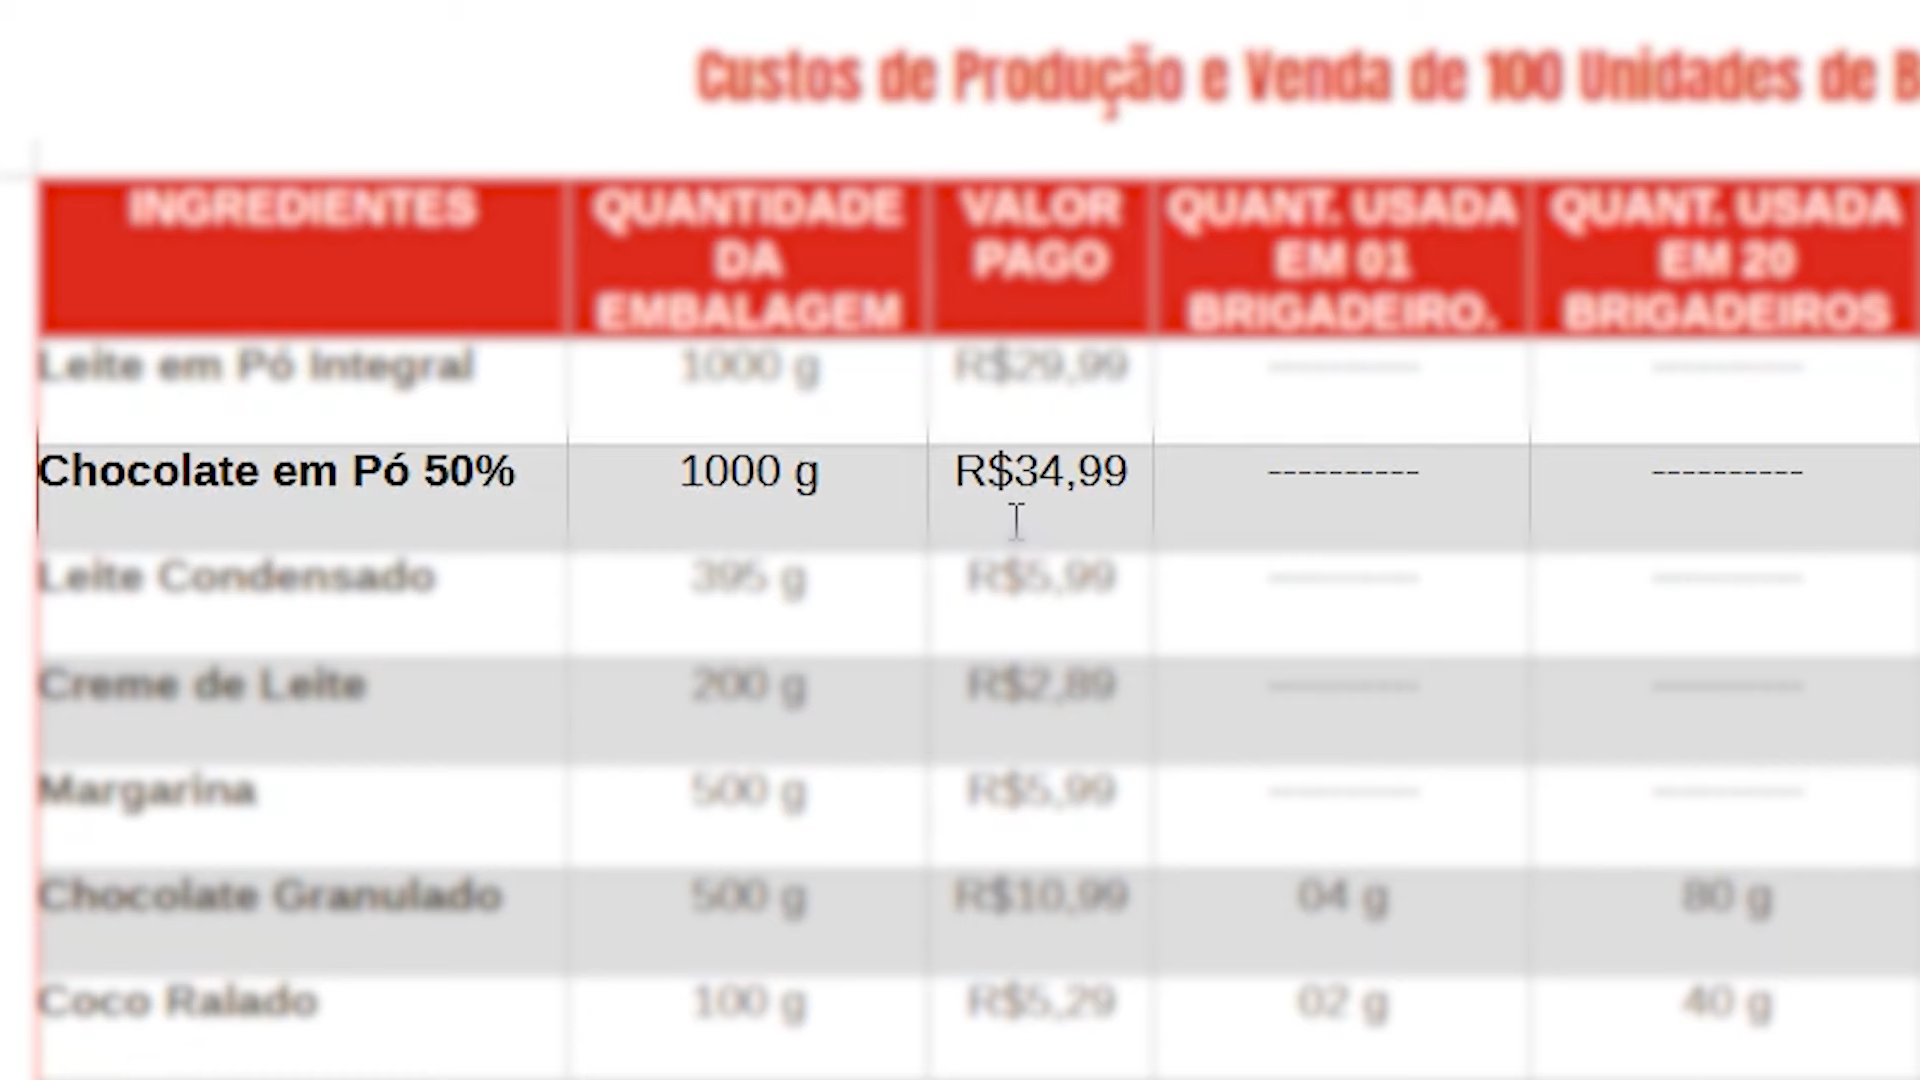 Custos de Produção e Venda de 100 Unidades de B
INGREDIENTES
QUANTIDADE
DA
EMBALAGEM
VALOR
PAGO
QUANT. USADA
EM 01
BRIGADEIRO.
QUANT. USADA
EM 20
BRIGADEIROS
Leite em Pó Integral 1000 g R$29,99 ---------- ----------
Chocolate em Pó 50% 1000 g R$34,99 ---------- ----------
Leite Condensado 395 g R$5,99 ---------- ----------
Creme de Leite 200 g R$2,89 ---------- ----------
Margarina 500 g R$5,99 ---------- ----------
Chocolate Granulado 500 g R$10,99 04 g 80 g
Coco Ralado 100 g R$5,29 02 g 40 g